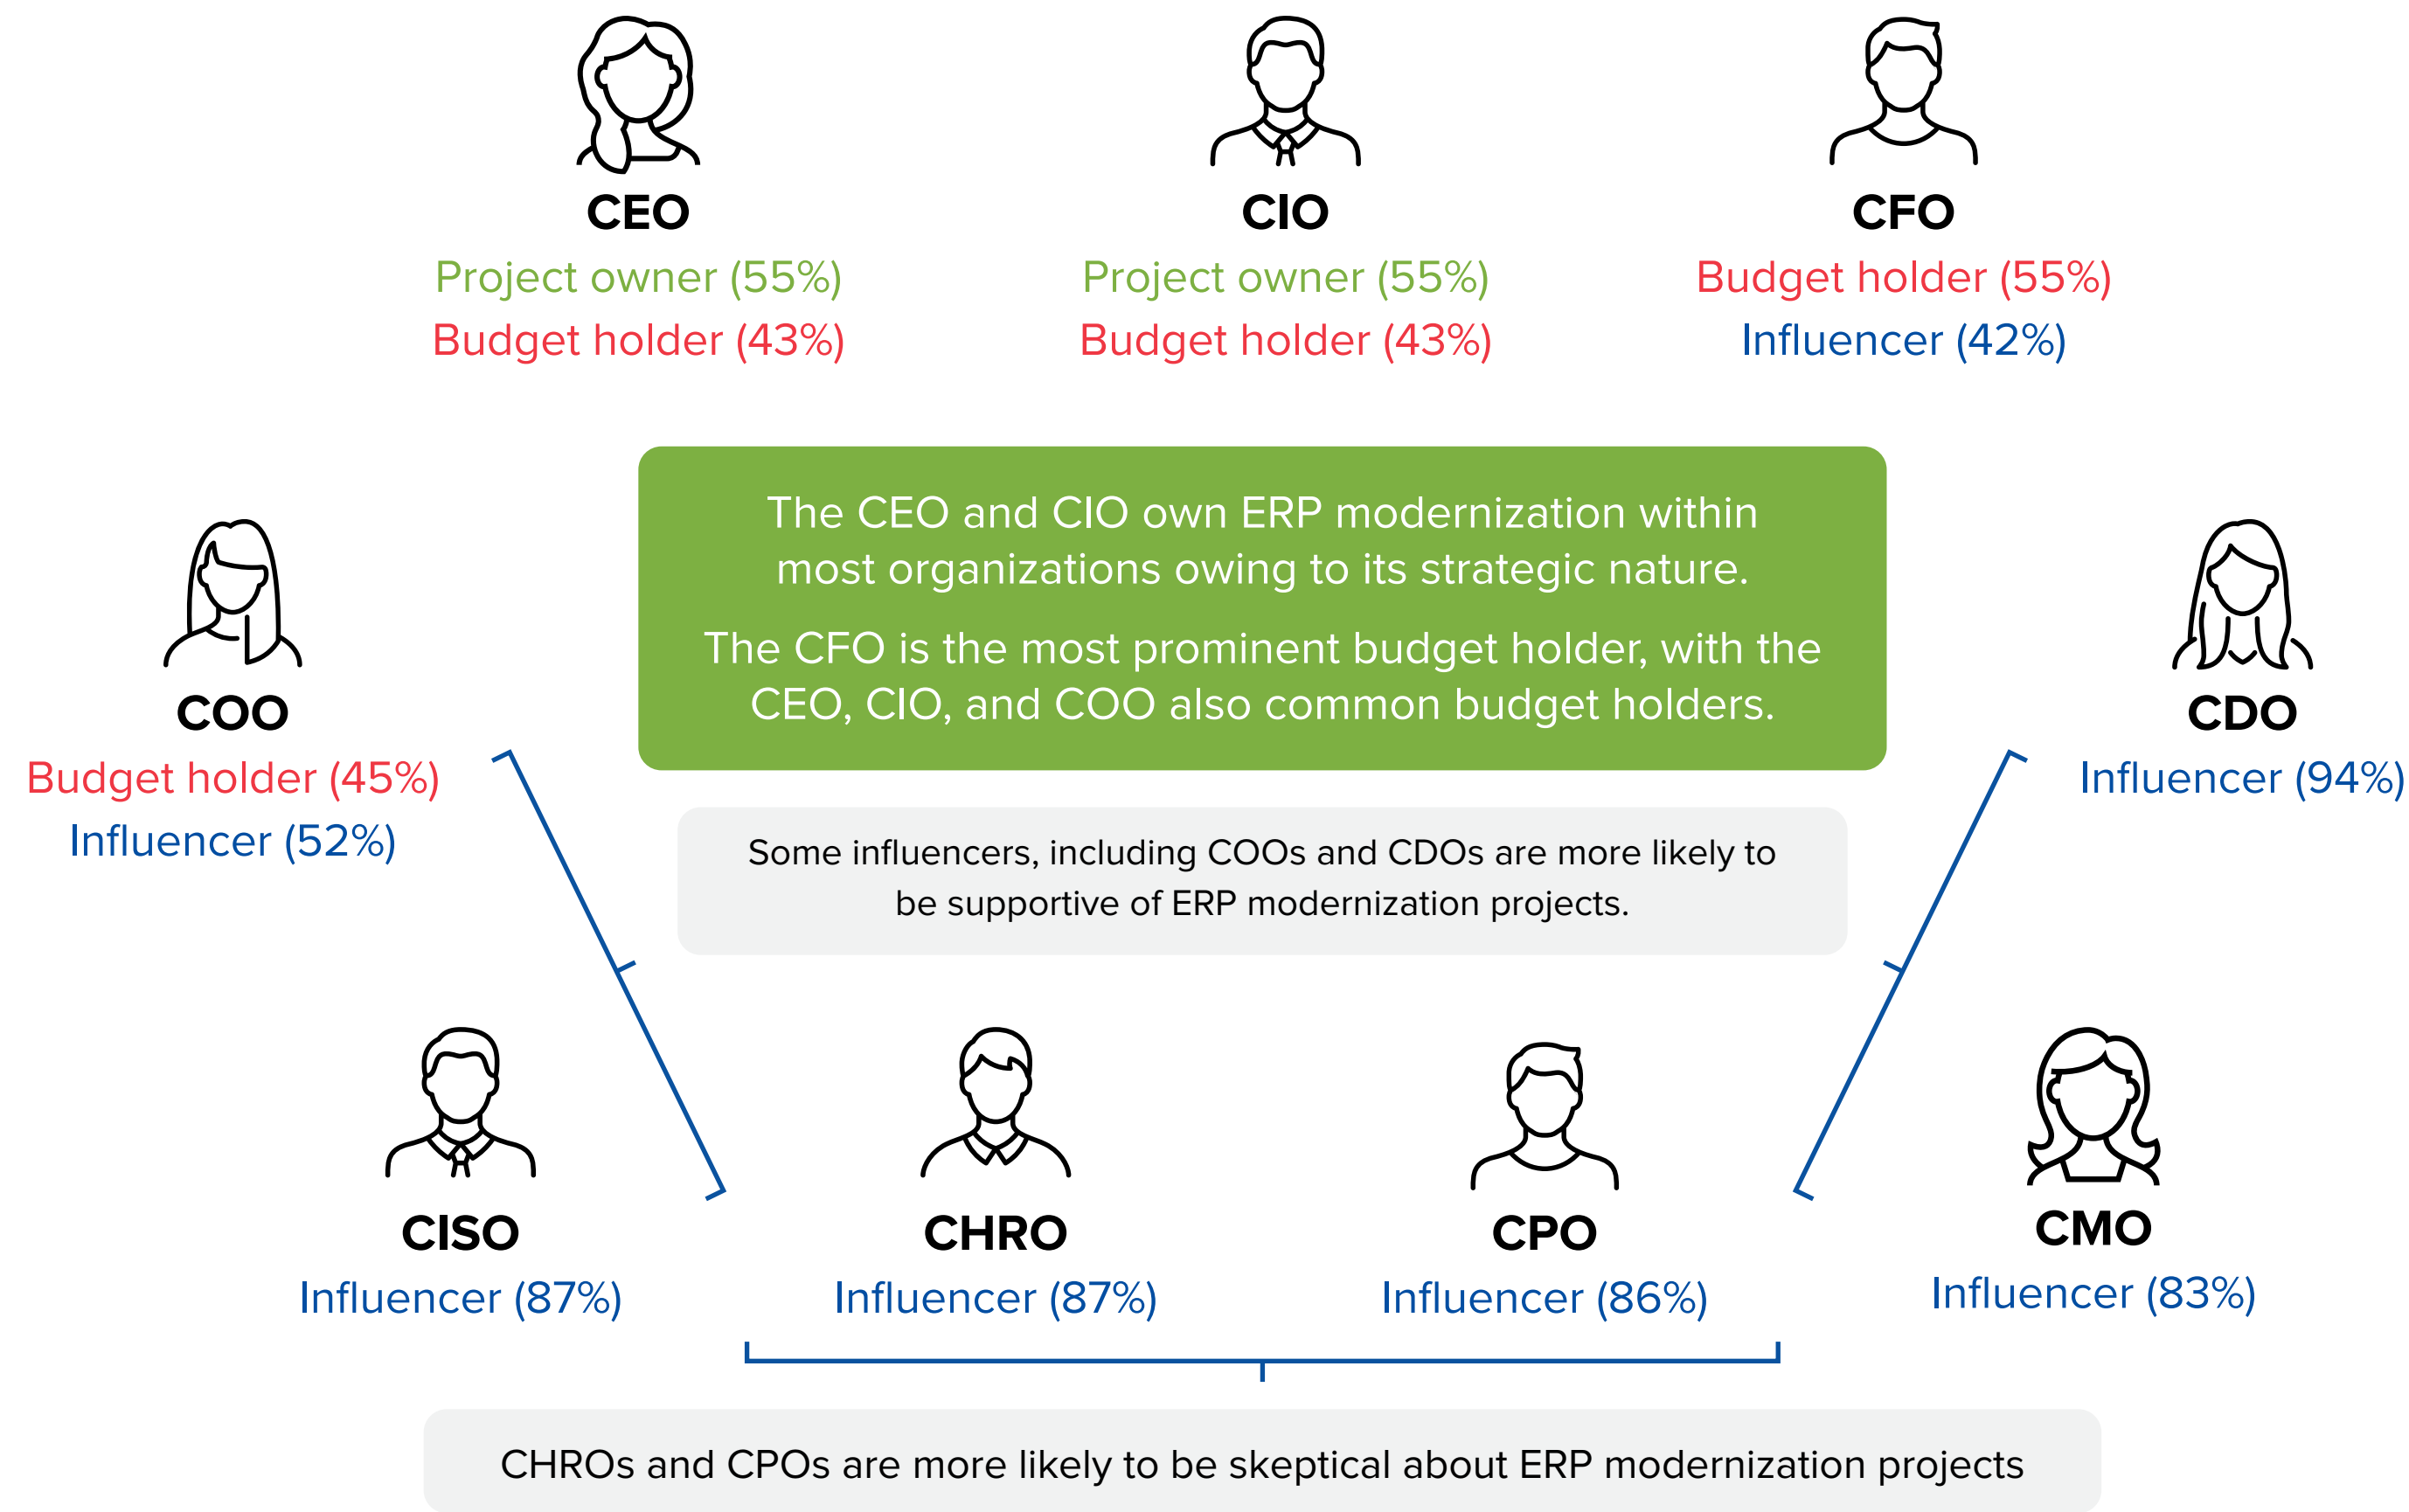 CEO
Project owner (55%)
Budget holder (43%)
CIO
Project owner (55%)
Budget holder (43%)
CFO
Budget holder (55%)
Influencer (42%)
The CEO and CIO own ERP modernization within
most organizations owing to its strategic nature.
The CFO is the most prominent budget holder, with the
CEO, CIO, and COO also common budget holders.
COO
Budget holder (45%)
Influencer (52%)
CDO
Influencer (94%)
Some influencers, including COOs and CDOs are more likely to
be supportive of ERP modernization projects.
CISO
Influencer (87%)
CHRO
Influencer (87%)
CPO
Influencer (86%)
CMO
Influencer (83%)
CHROs and CPOs are more likely to be skeptical about ERP modernization projects